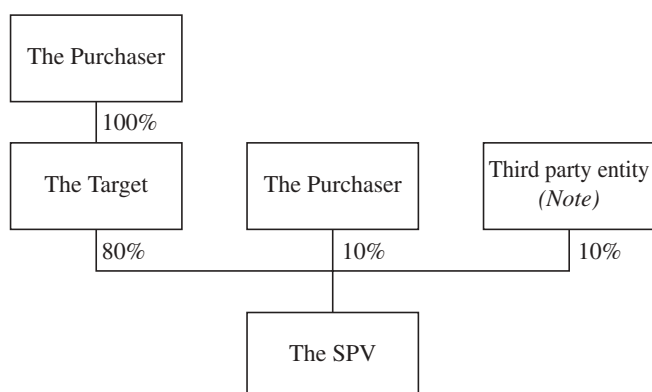 The Purchaser
100%
The Target
The Purchaser
Third party entity
(Note)
80%
10%
10%
The SPV